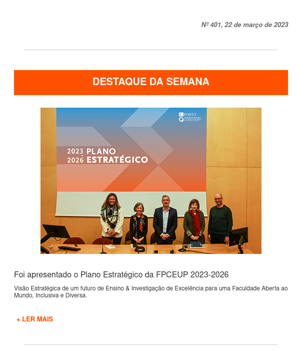 Nº 401, 22 de março de 2023
DESTAQUE DA SEMANA
2023 PLANO
2026 ESTRATÉGICO
Foi apresentado o Plano Estratégico da FPCEUP 2023-2026
Visão Estratégica de um futuro de Ensino & Investigação de Excelência para uma Faculdade Aberta ao
Mundo, Inclusiva e Diversa.
+ LER MAIS